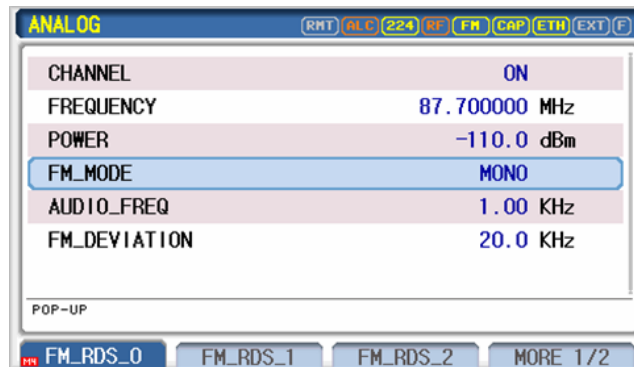 ANALOG RMT ALC 224 RF FM CAP ETH EXT F
CHANNEL ON
FREQUENCY 87.700000 MHz
POWER -110.0 dBm
FM_MODE MONO
AUDIO_FREQ 1.00 KHz
FM_DEVIATION 20.0 KHz
POP-UP
M4 FM_RDS_0 FM_RDS_1 FM_RDS_2 MORE 1/2